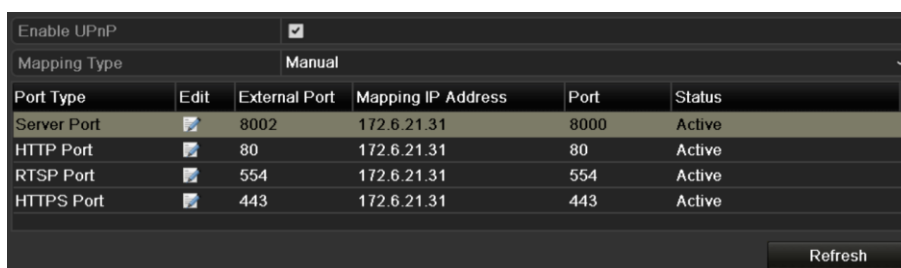 Enable UPnP
Mapping Type Manual
Port Type Edit External Port Mapping IP Address Port Status
Server Port 8002 172.6.21.31 8000 Active
HTTP Port 80 172.6.21.31 80 Active
RTSP Port 554 172.6.21.31 554 Active
HTTPS Port 443 172.6.21.31 443 Active
Refresh